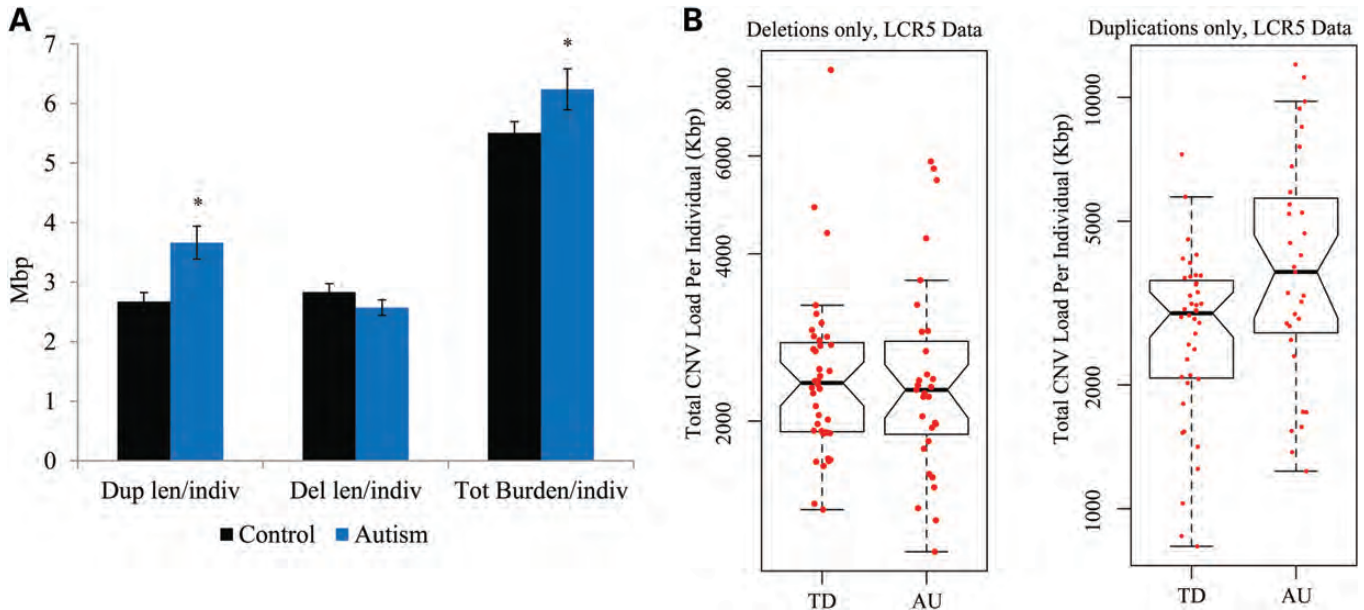 A
7
6
5
4
3
2
1
0
Mbp
*
*
Dup len/indiv
Del len/indiv
Tot Burden/indiv
Control
Autism
B
Deletions only, LCR5 Data
Total CNV Load Per Individual (Kbp)
8000
6000
4000
2000
TD
AU
Duplications only, LCR5 Data
Total CNV Load Per Individual (Kbp)
10000
5000
2000
1000
TD
AU